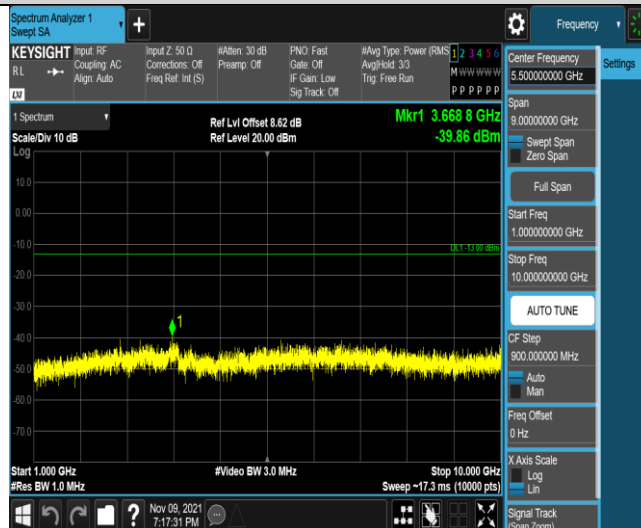 Spectrum Analyzer 1
Swept SA
Frequency
KEYSIGHT
RL
LXI
Input: RF
Coupling: AC
Align: Auto
Input Z: 50 Ω
Corrections: Off
Freq Ref: Int (S)
#Atten: 30 dB
Preamp: Off
PNO: Fast
Gate: Off
IF Gain: Low
Sig Track: Off
#Avg Type: Power (RMS
Avg|Hold: 3/3
Trig: Free Run
1 2 3 4 5 6
M W W W W W
P P P P P P
1 Spectrum
Scale/Div 10 dB
Log
Ref Lvl Offset 8.62 dB
Ref Level 20.00 dBm
Mkr1 3.668 8 GHz
-39.86 dBm
10.0
0.00
-10.0
DL1 -13.00 dBm
-20.0
-30.0
1
-40.0
-50.0
-60.0
-70.0
Start 1.000 GHz
#Res BW 1.0 MHz
#Video BW 3.0 MHz
Stop 10.000 GHz
Sweep ~17.3 ms (10000 pts)
Nov 09, 2021
7:17:31 PM
?
Center Frequency
5.500000000 GHz
Settings
Span
9.00000000 GHz
Swept Span
Zero Span
Full Span
Start Freq
1.000000000 GHz
Stop Freq
10.000000000 GHz
AUTO TUNE
CF Step
900.000000 MHz
Auto
Man
Freq Offset
0 Hz
X Axis Scale
Log
Lin
Signal Track
(Span Zoom)